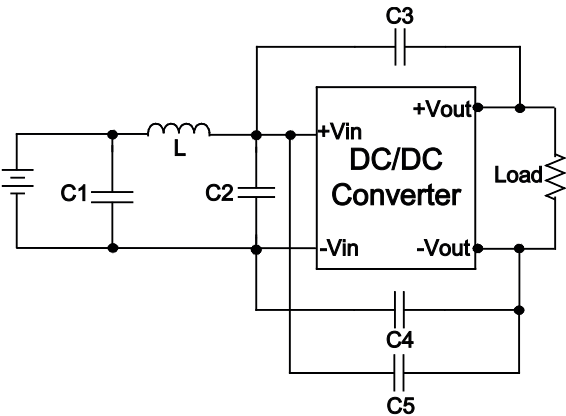 C3
+Vout
+Vin
L
DC/DC
Load
C1
C2
Converter
-Vin
-Vout
C4
C5